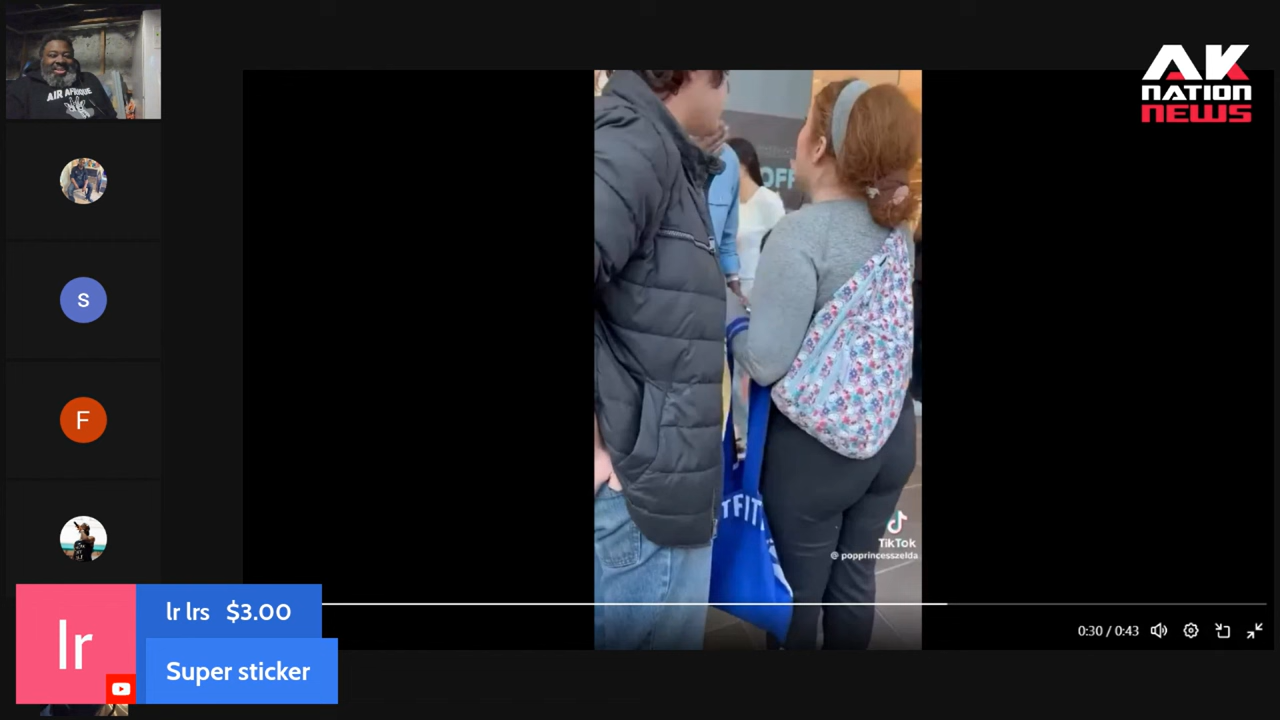 AIR AFRIQUE
AK
NATION
NEWS
OFF
S
F
TFIT
TikTok
@ popprincesszelda
0:30 / 0:43
lr
lr lrs $3.00
Super sticker